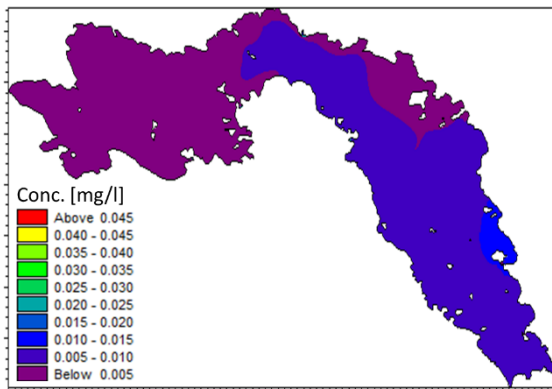 Conc. [mg/l]
Above 0.045
0.040 - 0.045
0.035 - 0.040
0.030 - 0.035
0.025 - 0.030
0.020 - 0.025
0.015 - 0.020
0.010 - 0.015
0.005 - 0.010
Below 0.005